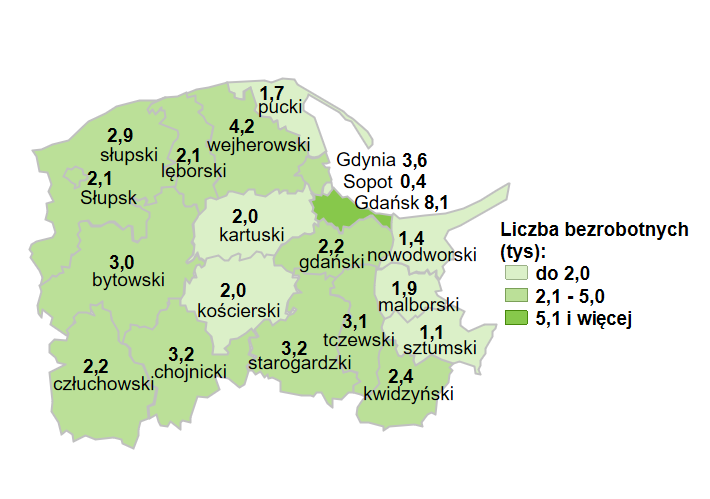 1,7
pucki
4,2
wejherowski
2,9
słupski
2,1
lęborski
2,1
Słupsk
Gdynia 3,6
Sopot 0,4
Gdańsk 8,1
2,0
kartuski
2,2
gdański
1,4
nowodworski
3,0
bytowski
2,0
kościerski
1,9
malborski
3,1
tczewski
1,1
sztumski
2,2
człuchowski
3,2
chojnicki
3,2
starogardzki
2,4
kwidzyński
Liczba bezrobotnych
(tys):
do 2,0
2,1 - 5,0
5,1 i więcej